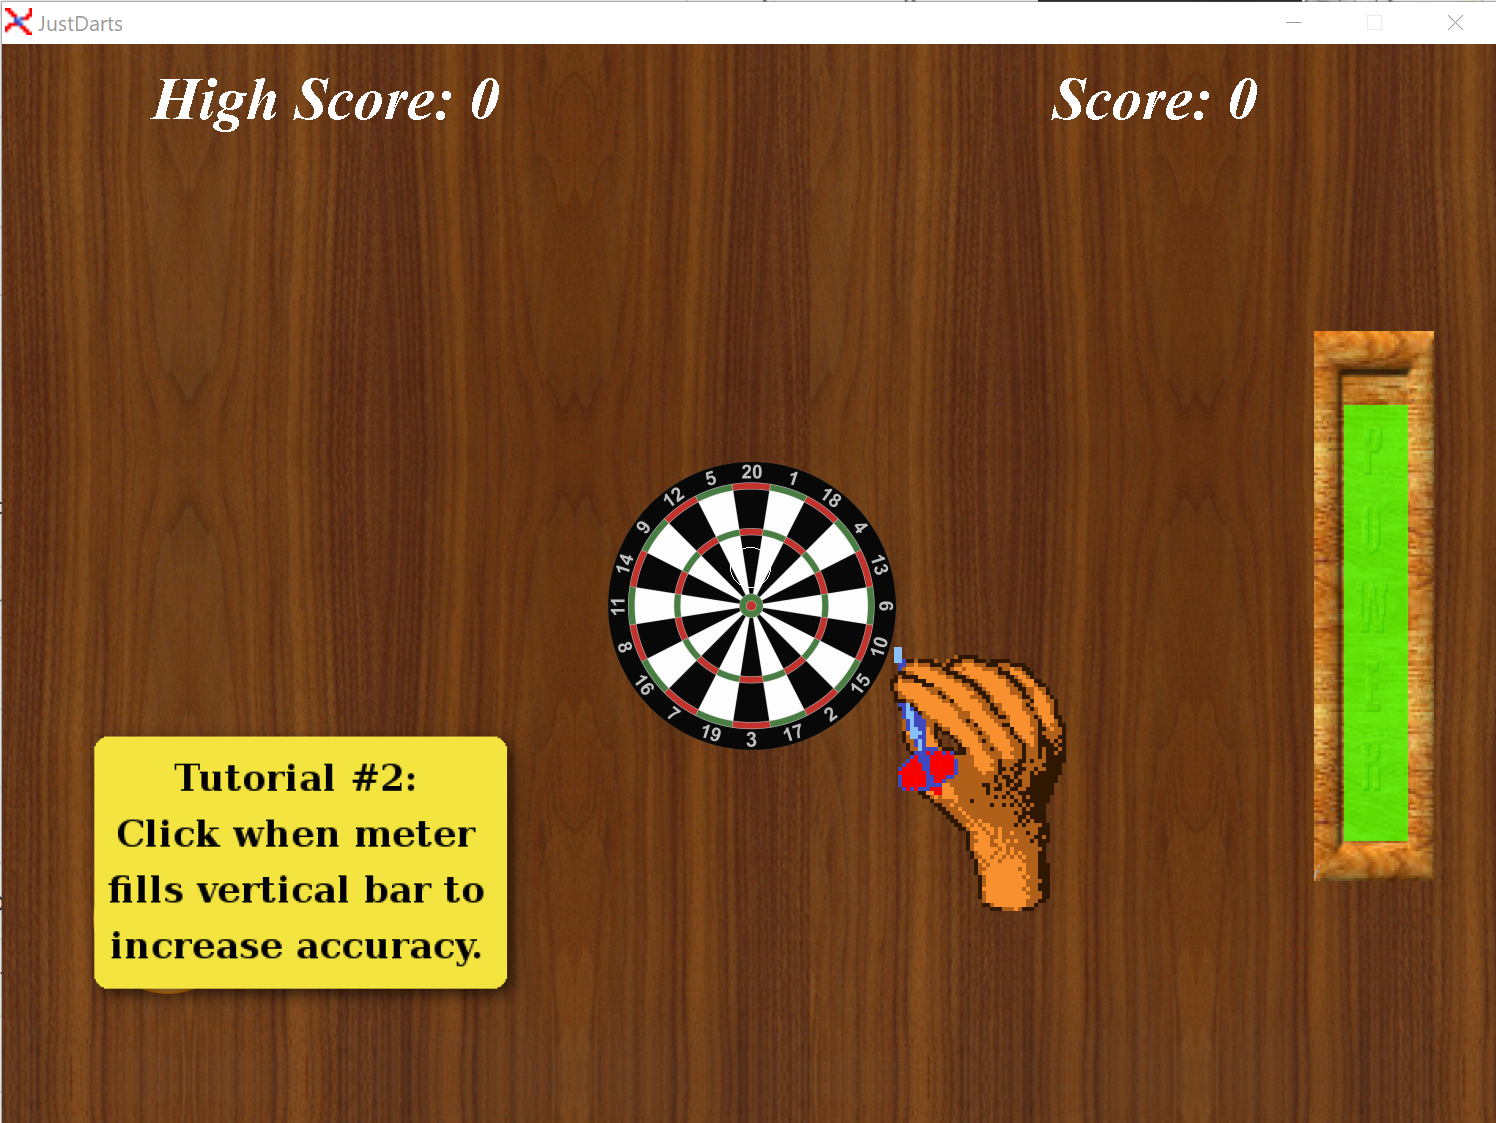 JustDarts
High Score: 0
Score: 0
20
1
18
4
13
6
10
15
2
17
3
19
7
16
8
11
14
9
12
5
POWER
Tutorial #2:
Click when meter
fills vertical bar to
increase accuracy.